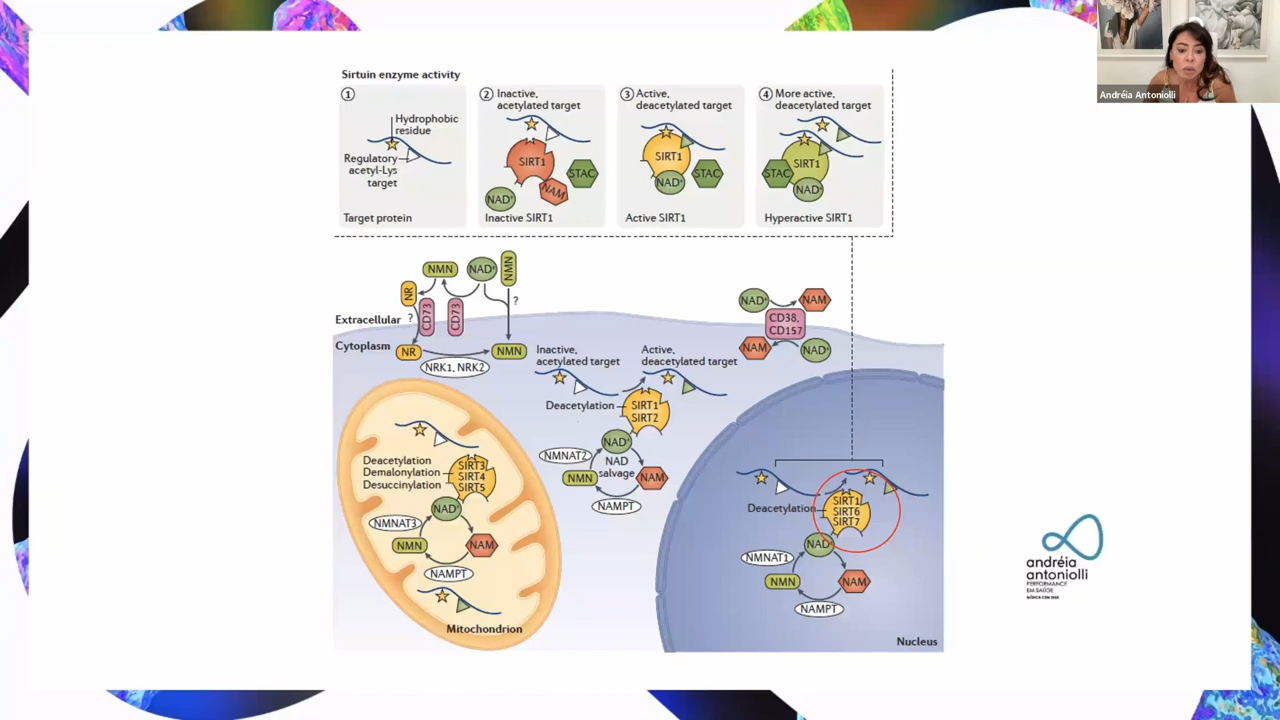 Andréia Antoniolli
Sirtuin enzyme activity
1
Hydrophobic
residue
Regulatory
acetyl-Lys
target
Target protein
2 Inactive,
acetylated target
SIRT1
STAC
NAM
NAD+
Inactive SIRT1
3 Active,
deacetylated target
SIRT1
NAD+
STAC
Active SIRT1
4 More active,
deacetylated target
SIRT1
STAC
NAD+
Hyperactive SIRT1
NMN
NAD+
NMN
NR
CD73
CD73
?
?
Extracellular
Cytoplasm
NR
NMN
NRK1, NRK2
NAD+
NAM
CD38,
CD157
NAM
NAD+
Inactive,
acetylated target
Active,
deacetylated target
Deacetylation
SIRT1
SIRT2
NAD+
NMNAT2
NAD
salvage
NMN
NAM
NAMPT
Deacetylation
Demalonylation
Desuccinylation
SIRT3
SIRT4
SIRT5
NAD+
NMNAT3
NMN
NAM
NAMPT
Mitochondrion
Deacetylation
SIRT1
SIRT6
SIRT7
NAD+
NMNAT1
NMN
NAM
NAMPT
Nucleus
andréia
antoniolli
PERFORMANCE
EM SAÚDE